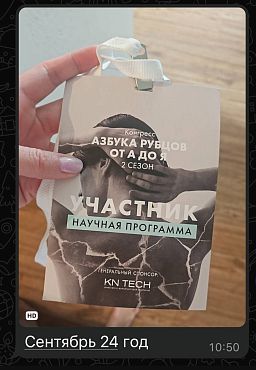 Конгресс
АЗБУКА РУБЦОВ
ОТ А ДО Я
2 СЕЗОН
УЧАСТНИК
НАУЧНАЯ ПРОГРАММА
ГЕНЕРАЛЬНЫЙ СПОНСОР
KN TECH
HD
Сентябрь 24 год
10:50